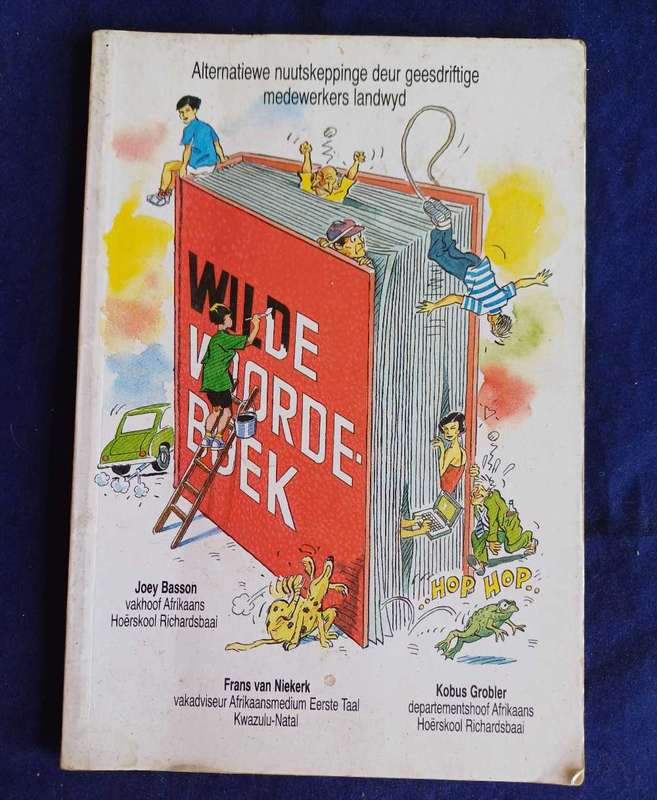 Alternatiewe nuutskeppinge deur geesdriftige
medewerkers landwyd
WILDE
WOORDE-
BOEK
..HOP HOP..
Joey Basson
vakhoof Afrikaans
Hoërskool Richardsbaai
Frans van Niekerk
vakadviseur Afrikaansmedium Eerste Taal
Kwazulu-Natal
Kobus Grobler
departementshoof Afrikaans
Hoërskool Richardsbaai